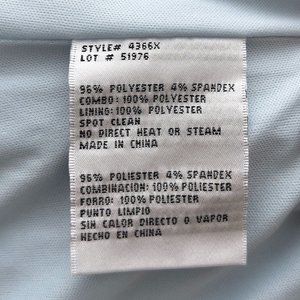 STYLE# 4366X
LOT # 51976
96% POLYESTER 4% SPANDEX
COMBO: 100% POLYESTER
LINING: 100% POLYESTER
SPOT CLEAN
NO DIRECT HEAT OR STEAM
MADE IN CHINA
96% POLIESTER 4% SPANDEX
COMBINACION: 100% POLIESTER
FORRO: 100% POLIESTER
PUNTO LIMPIO
SIN CALOR DIRECTO O VAPOR
HECHO EN CHINA